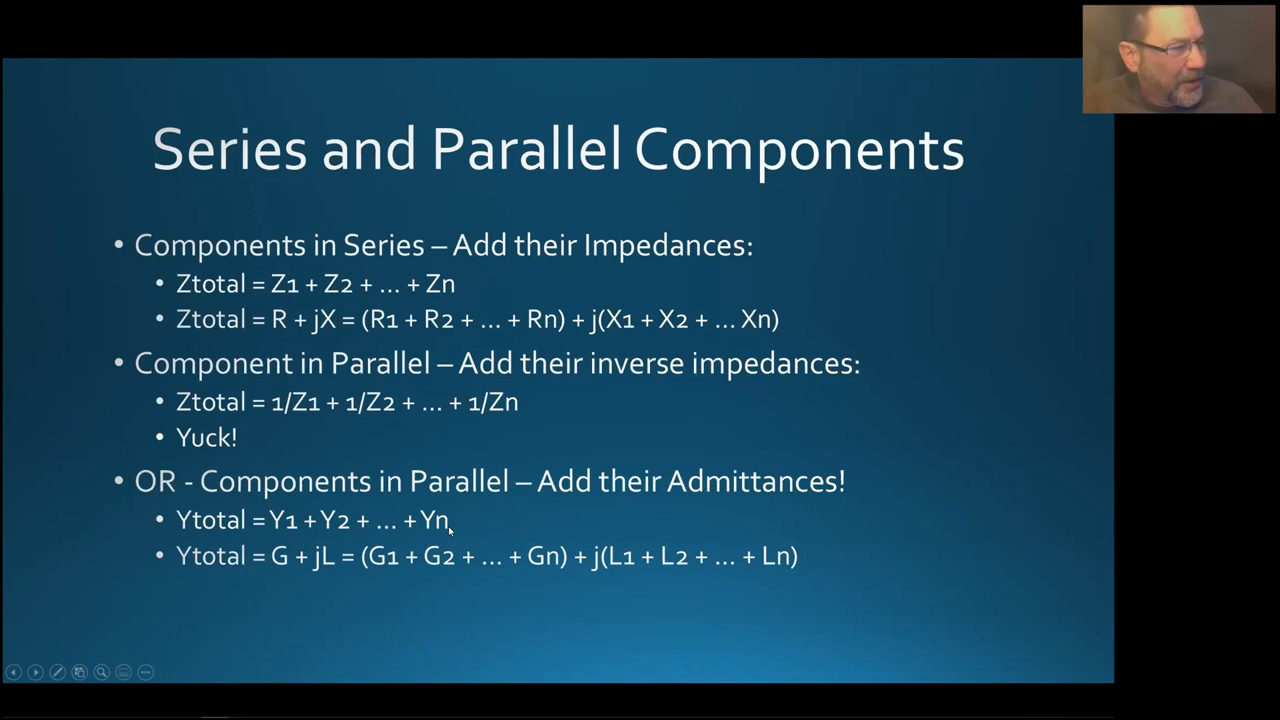 Series and Parallel Components
• Components in Series – Add their Impedances:
• Ztotal = Z1 + Z2 + ... + Zn
• Ztotal = R + jX = (R1 + R2 + ... + Rn) + j(X1 + X2 + ... Xn)
• Component in Parallel – Add their inverse impedances:
• Ztotal = 1/Z1 + 1/Z2 + ... + 1/Zn
• Yuck!
• OR - Components in Parallel – Add their Admittances!
• Ytotal = Y1 + Y2 + ... + Yn
• Ytotal = G + jL = (G1 + G2 + ... + Gn) + j(L1 + L2 + ... + Ln)